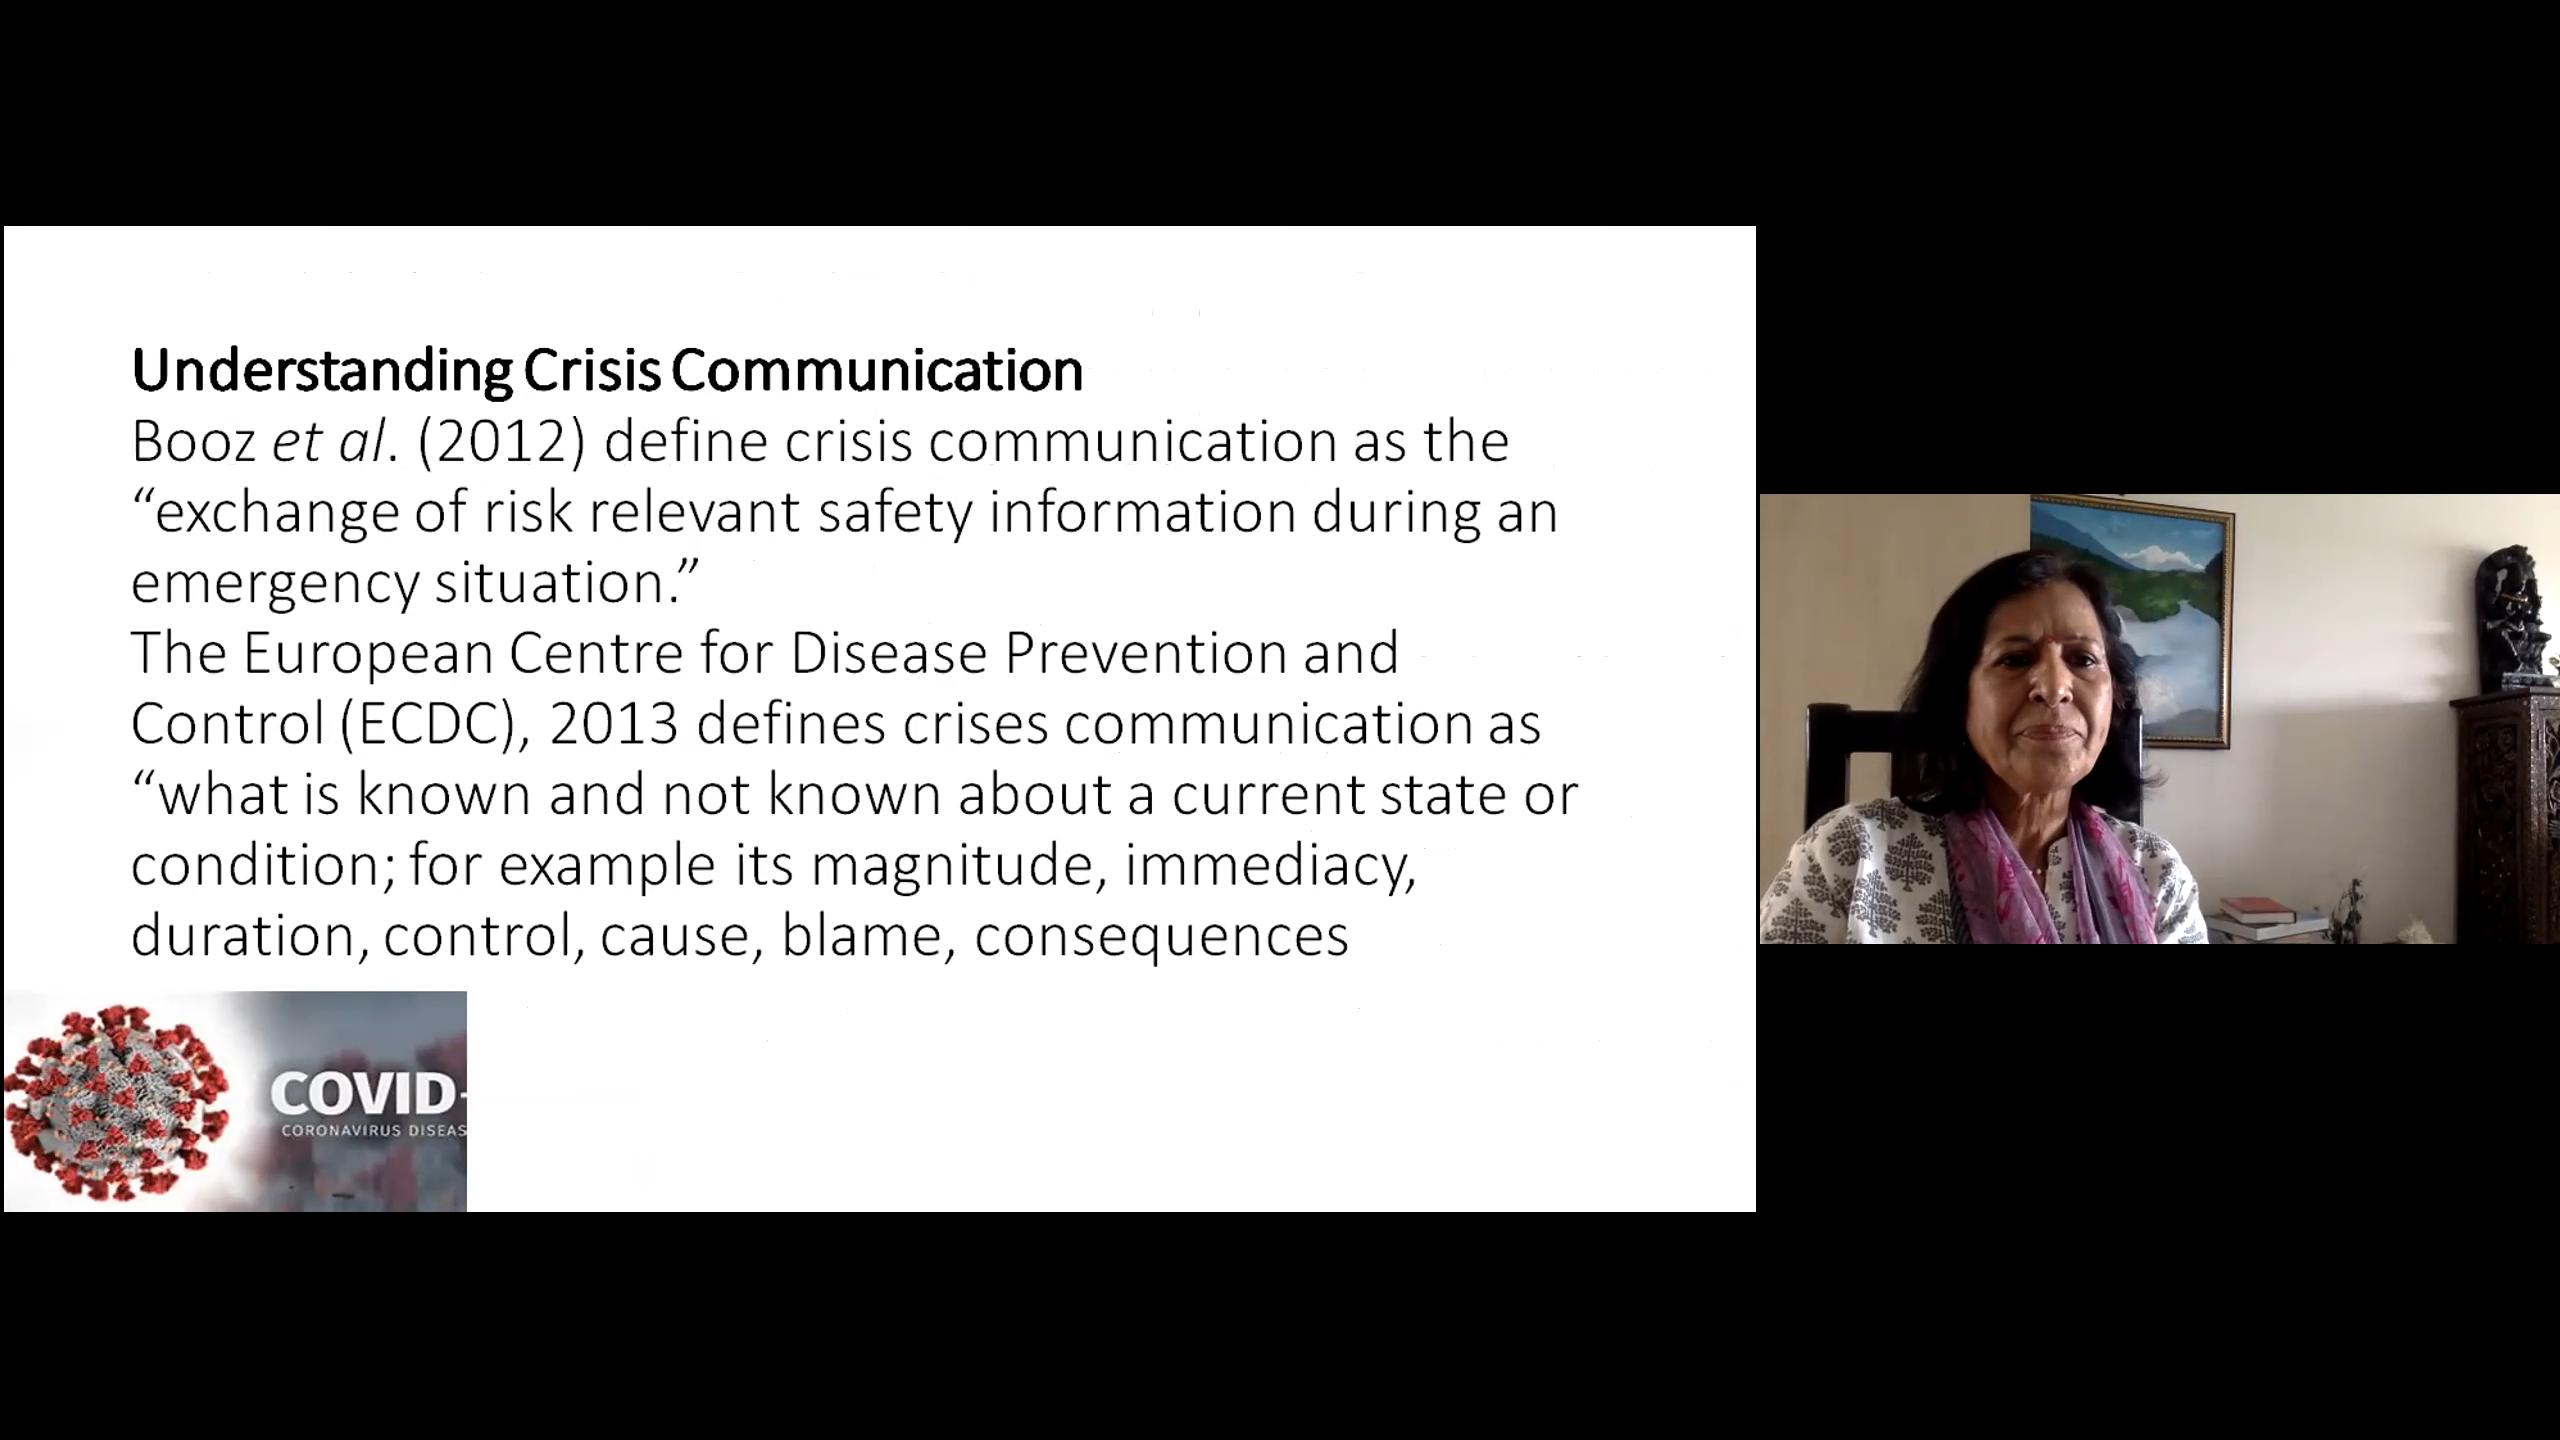 Understanding Crisis Communication
Booz et al. (2012) define crisis communication as the
“exchange of risk relevant safety information during an
emergency situation.”
The European Centre for Disease Prevention and
Control (ECDC), 2013 defines crises communication as
“what is known and not known about a current state or
condition; for example its magnitude, immediacy,
duration, control, cause, blame, consequences
COVID-
CORONAVIRUS DISEAS